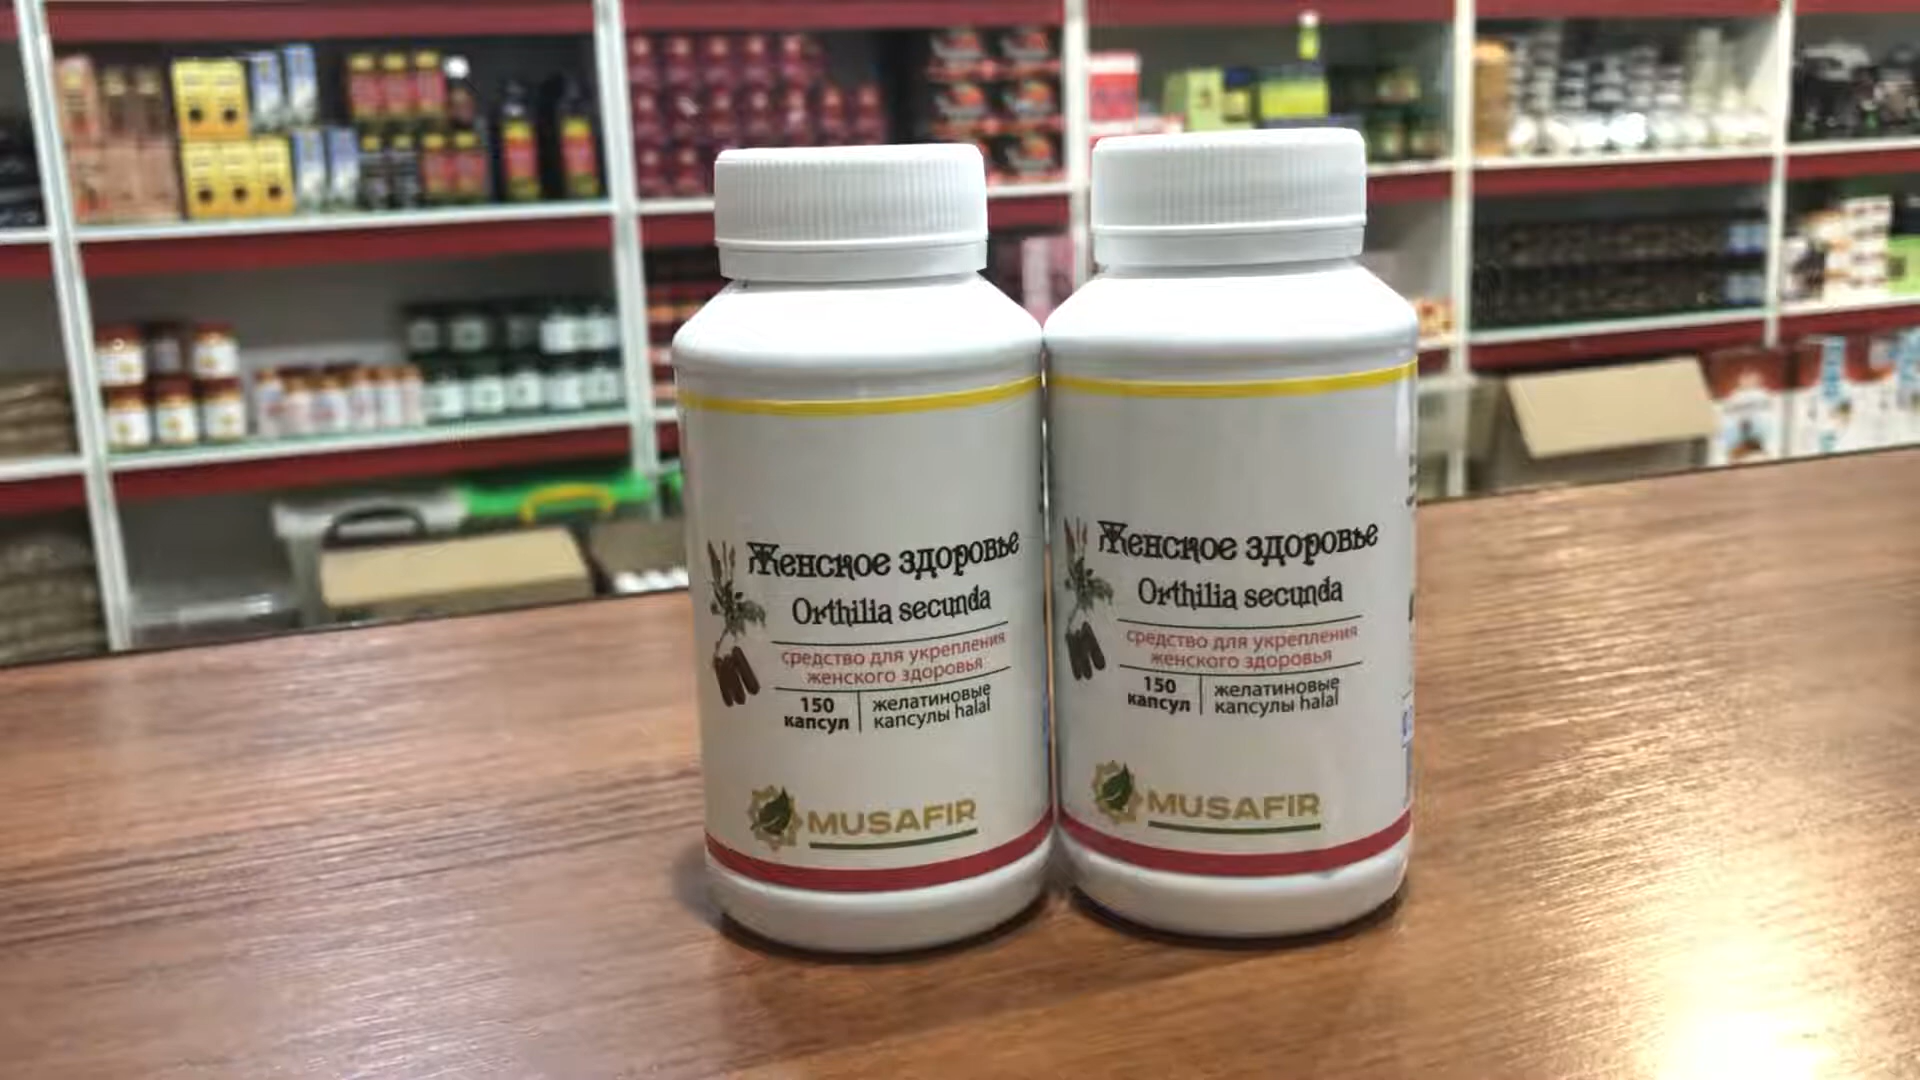 Женское здоровье
Orthilia secunda
средство для укрепления
женского здоровья
150
капсул
желатиновые
капсулы halal
MUSAFIR
Женское здоровье
Orthilia secunda
средство для укрепления
женского здоровья
150
капсул
желатиновые
капсулы halal
MUSAFIR